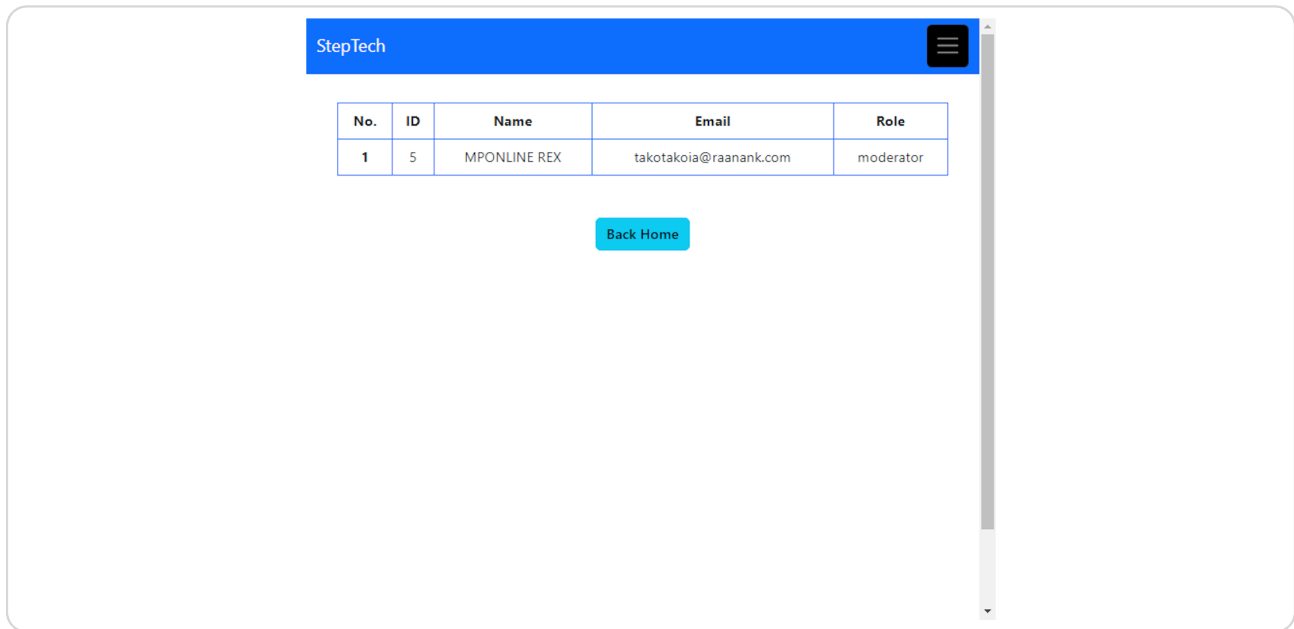 StepTech
No. ID Name Email Role
1 5 MPONLINE REX takotakoia@raanank.com moderator
Back Home